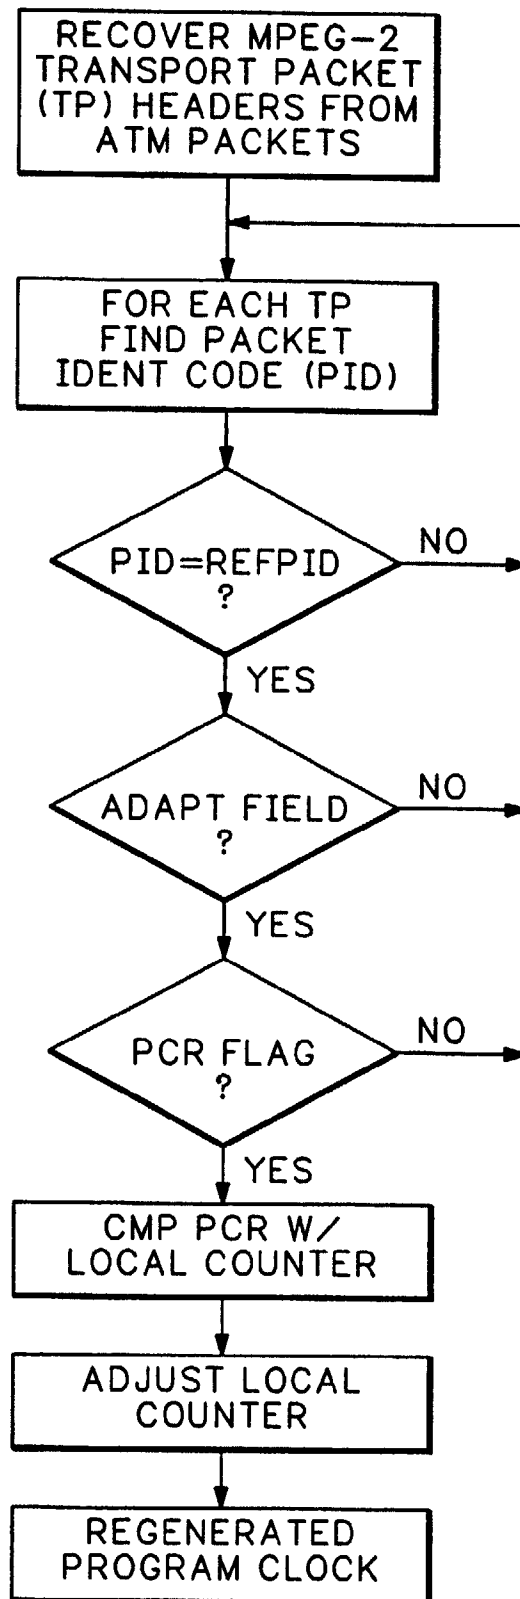 RECOVER MPEG-2
TRANSPORT PACKET
(TP) HEADERS FROM
ATM PACKETS
FOR EACH TP
FIND PACKET
IDENT CODE (PID)
PID=REFPID
?
NO
YES
ADAPT FIELD
?
NO
YES
PCR FLAG
?
NO
YES
CMP PCR W/
LOCAL COUNTER
ADJUST LOCAL
COUNTER
REGENERATED
PROGRAM CLOCK